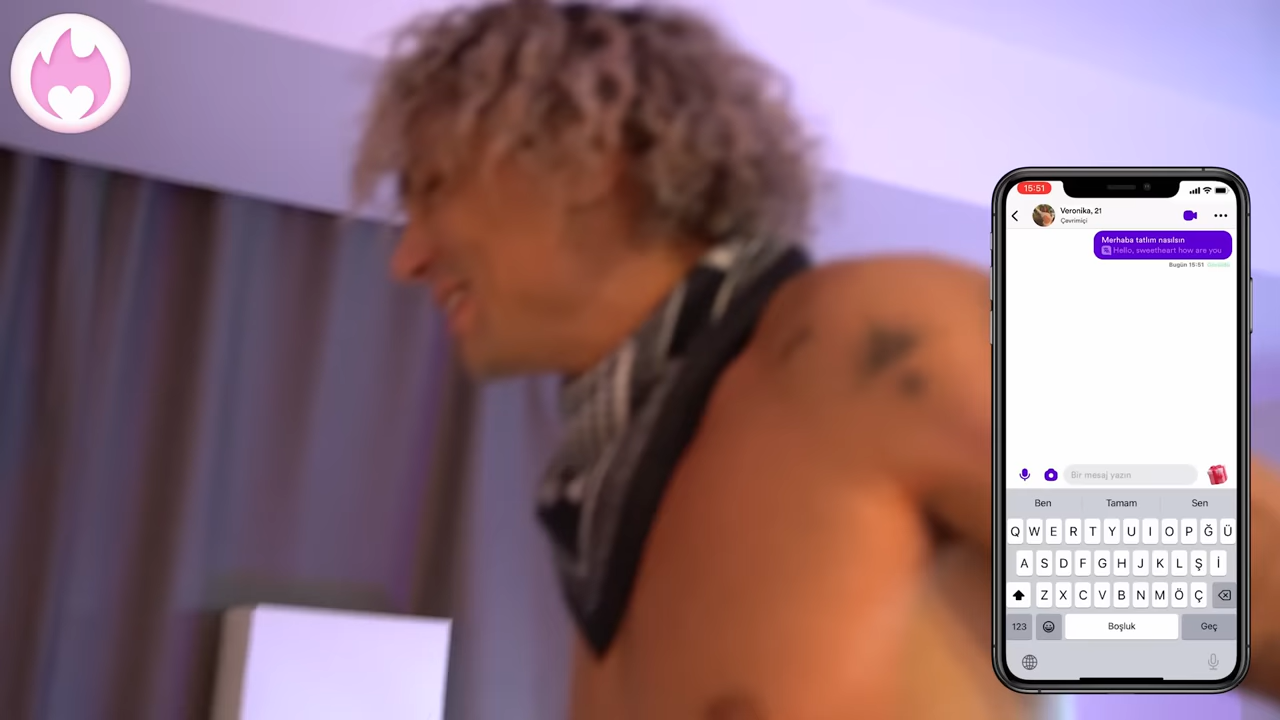 15:51
Veronika, 21
Çevrimiçi
Merhaba tatlım nasılsın
Hello, sweetheart how are you
Bugün 15:51
Bir mesaj yazın
Ben Tamam Sen
Q W E R T Y U I O P Ğ Ü
A S D F G H J K L Ş İ
Z X C V B N M Ö Ç
123 Boşluk Geç